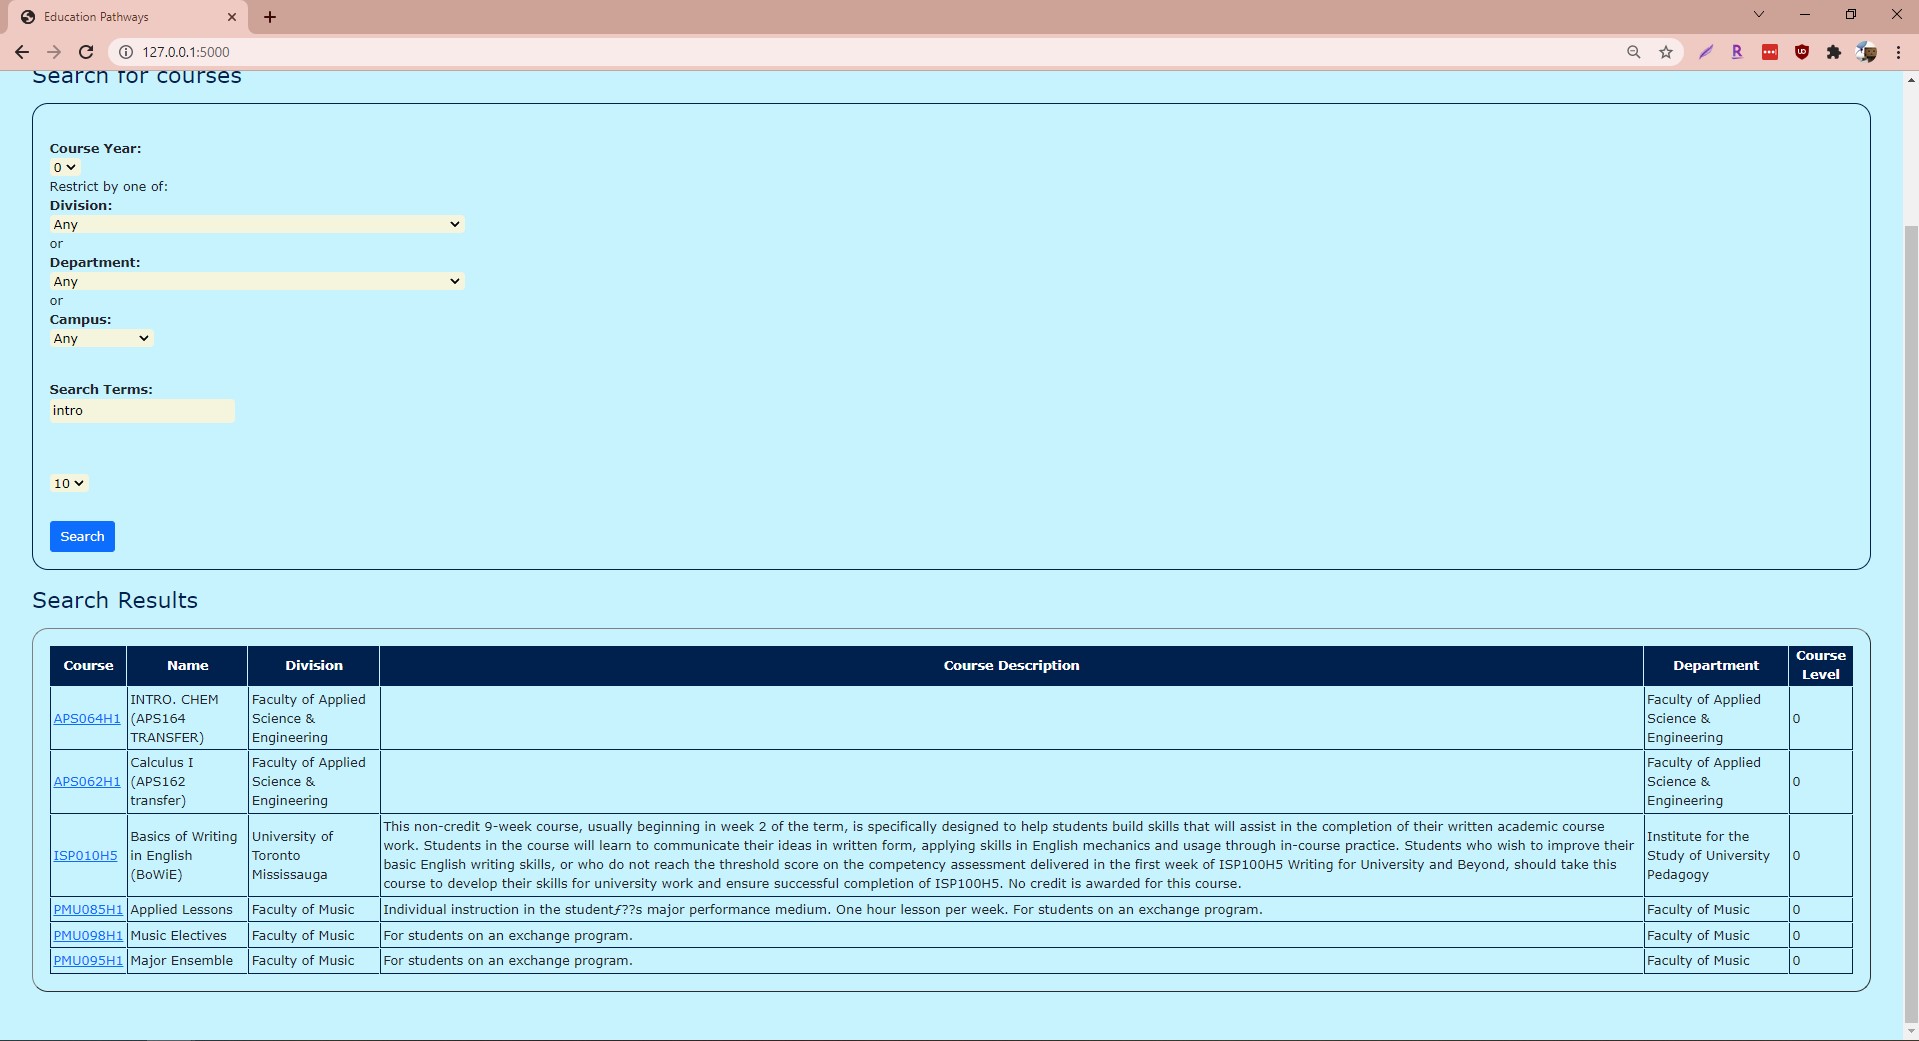 Education Pathways
127.0.0.1:5000
Search for courses
Course Year:
0
Restrict by one of:
Division:
Any
or
Department:
Any
or
Campus:
Any
Search Terms:
intro
10
Search
Search Results
Course Name Division Course Description Department Course Level
APS064H1 INTRO. CHEM (APS164 TRANSFER) Faculty of Applied Science & Engineering Faculty of Applied Science & Engineering 0
APS062H1 Calculus I (APS162 transfer) Faculty of Applied Science & Engineering Faculty of Applied Science & Engineering 0
ISP010H5 Basics of Writing in English (BoWiE) University of Toronto Mississauga
This non-credit 9-week course, usually beginning in week 2 of the term, is specifically designed to help students build skills that will assist in the completion of their written academic course
work. Students in the course will learn to communicate their ideas in written form, applying skills in English mechanics and usage through in-course practice. Students who wish to improve their
basic English writing skills, or who do not reach the threshold score on the competency assessment delivered in the first week of ISP100H5 Writing for University and Beyond, should take this
course to develop their skills for university work and ensure successful completion of ISP100H5. No credit is awarded for this course.
Institute for the Study of University Pedagogy 0
PMU085H1 Applied Lessons Faculty of Music Individual instruction in the studentƒ??s major performance medium. One hour lesson per week. For students on an exchange program. Faculty of Music 0
PMU098H1 Music Electives Faculty of Music For students on an exchange program. Faculty of Music 0
PMU095H1 Major Ensemble Faculty of Music For students on an exchange program. Faculty of Music 0